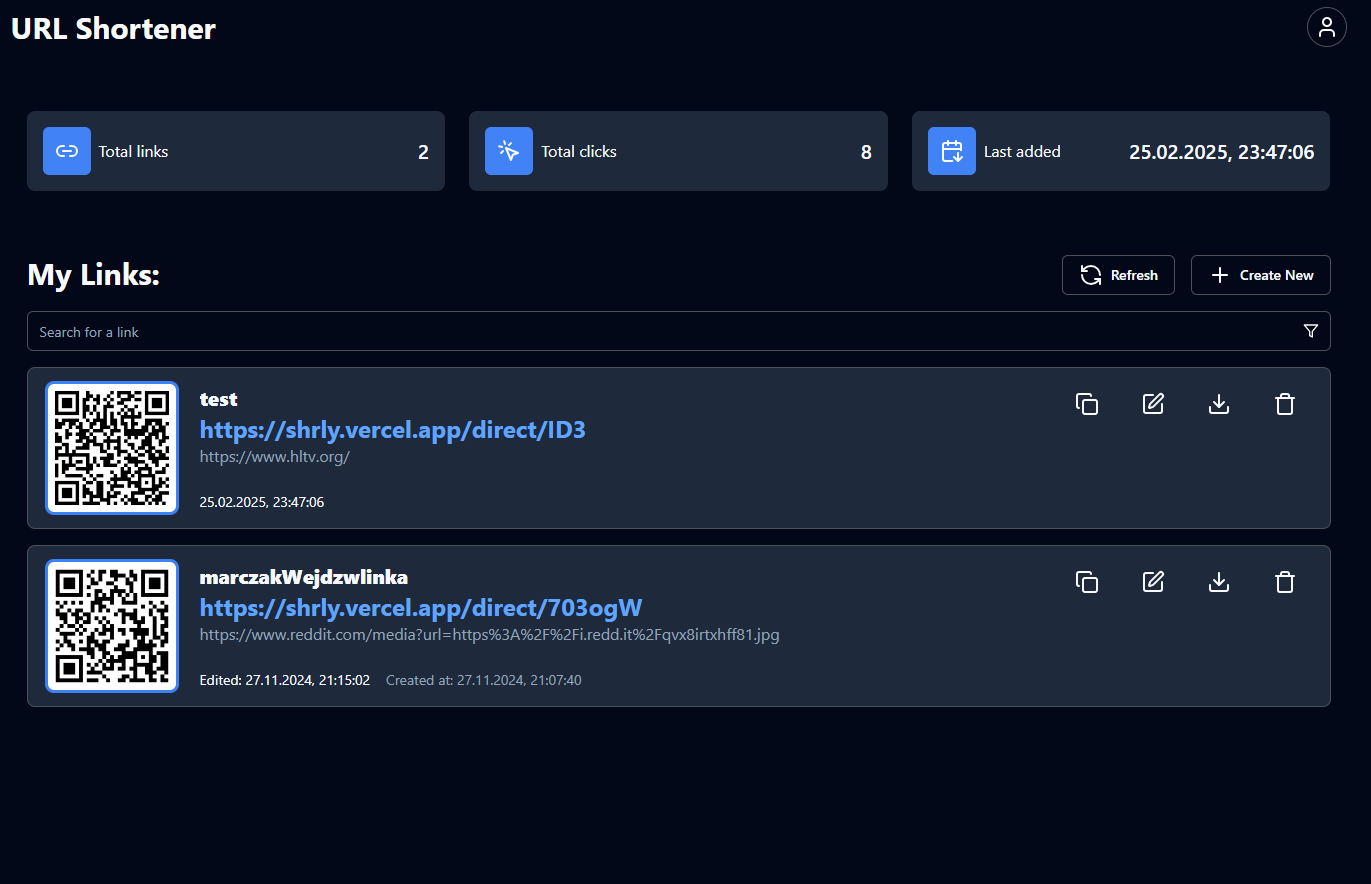 URL Shortener
Total links 2
Total clicks 8
Last added 25.02.2025, 23:47:06
My Links:
Refresh
Create New
Search for a link
test
https://shrly.vercel.app/direct/ID3
https://www.hltv.org/
25.02.2025, 23:47:06
marczakWejdzwlinka
https://shrly.vercel.app/direct/703ogW
https://www.reddit.com/media?url=https%3A%2F%2Fi.redd.it%2Fqvx8irtxhff81.jpg
Edited: 27.11.2024, 21:15:02 Created at: 27.11.2024, 21:07:40